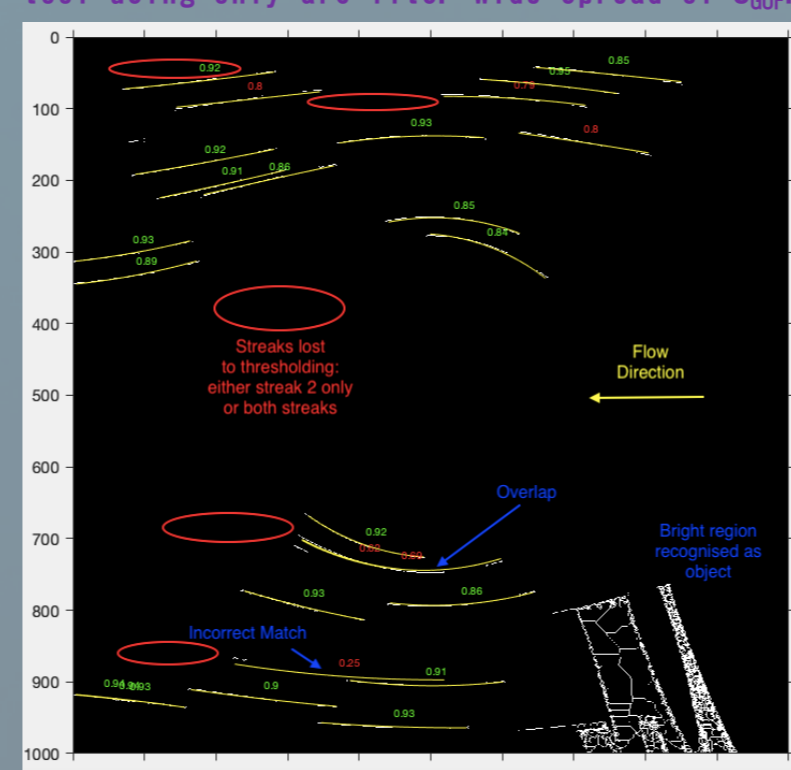 0
0.92
0.85
0.95
0.8
0.79
100
0.93
0.8
0.92
0.91
0.86
200
0.85
0.84
0.93
300
0.89
400
Streaks lost
to thresholding:
either streak 2 only
or both streaks
Flow
Direction
500
600
Overlap
700
0.92
Bright region
recognised as
object
800
0.93
0.86
Incorrect Match
0.25
0.91
900
0.9
0.93
1000